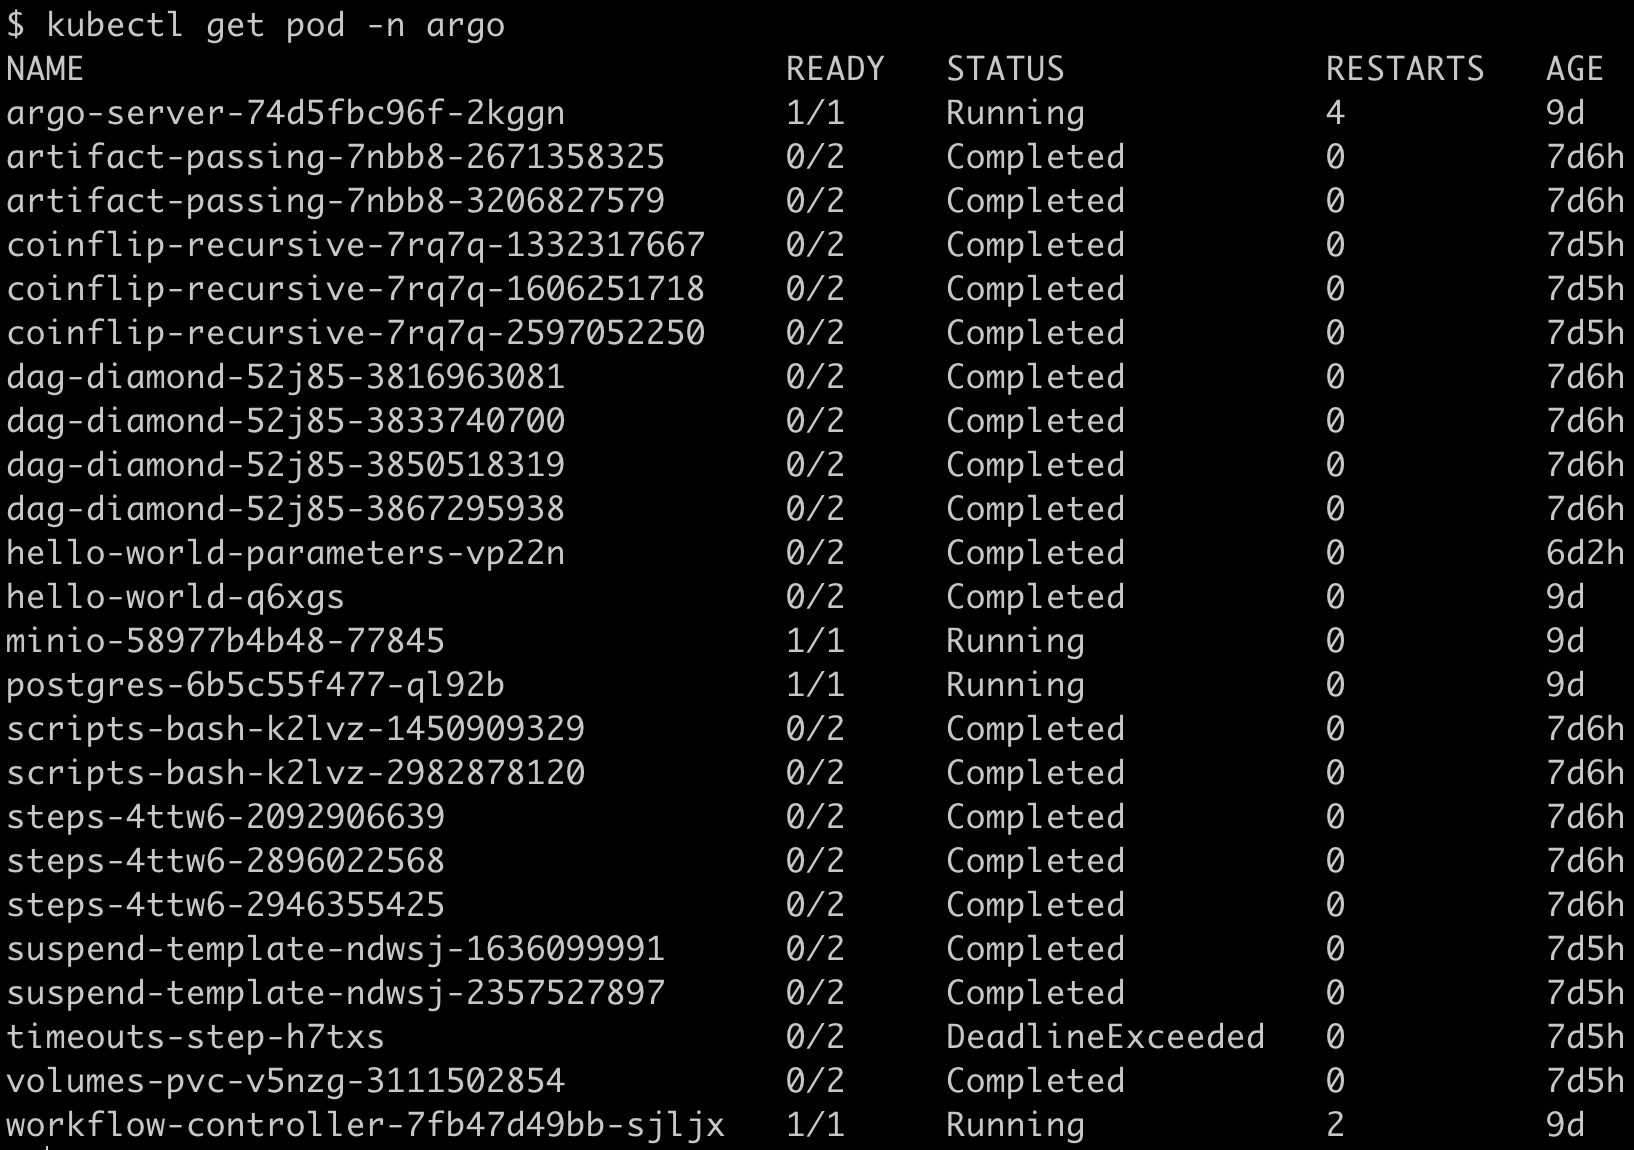 $ kubectl get pod -n argo
NAME READY STATUS RESTARTS AGE
argo-server-74d5fbc96f-2kggn 1/1 Running 4 9d
artifact-passing-7nbb8-2671358325 0/2 Completed 0 7d6h
artifact-passing-7nbb8-3206827579 0/2 Completed 0 7d6h
coinflip-recursive-7rq7q-1332317667 0/2 Completed 0 7d5h
coinflip-recursive-7rq7q-1606251718 0/2 Completed 0 7d5h
coinflip-recursive-7rq7q-2597052250 0/2 Completed 0 7d5h
dag-diamond-52j85-3816963081 0/2 Completed 0 7d6h
dag-diamond-52j85-3833740700 0/2 Completed 0 7d6h
dag-diamond-52j85-3850518319 0/2 Completed 0 7d6h
dag-diamond-52j85-3867295938 0/2 Completed 0 7d6h
hello-world-parameters-vp22n 0/2 Completed 0 6d2h
hello-world-q6xgs 0/2 Completed 0 9d
minio-58977b4b48-77845 1/1 Running 0 9d
postgres-6b5c55f477-ql92b 1/1 Running 0 9d
scripts-bash-k2lvz-1450909329 0/2 Completed 0 7d6h
scripts-bash-k2lvz-2982878120 0/2 Completed 0 7d6h
steps-4ttw6-2092906639 0/2 Completed 0 7d6h
steps-4ttw6-2896022568 0/2 Completed 0 7d6h
steps-4ttw6-2946355425 0/2 Completed 0 7d6h
suspend-template-ndwsj-1636099991 0/2 Completed 0 7d5h
suspend-template-ndwsj-2357527897 0/2 Completed 0 7d5h
timeouts-step-h7txs 0/2 DeadlineExceeded 0 7d5h
volumes-pvc-v5nzg-3111502854 0/2 Completed 0 7d5h
workflow-controller-7fb47d49bb-sjljx 1/1 Running 2 9d